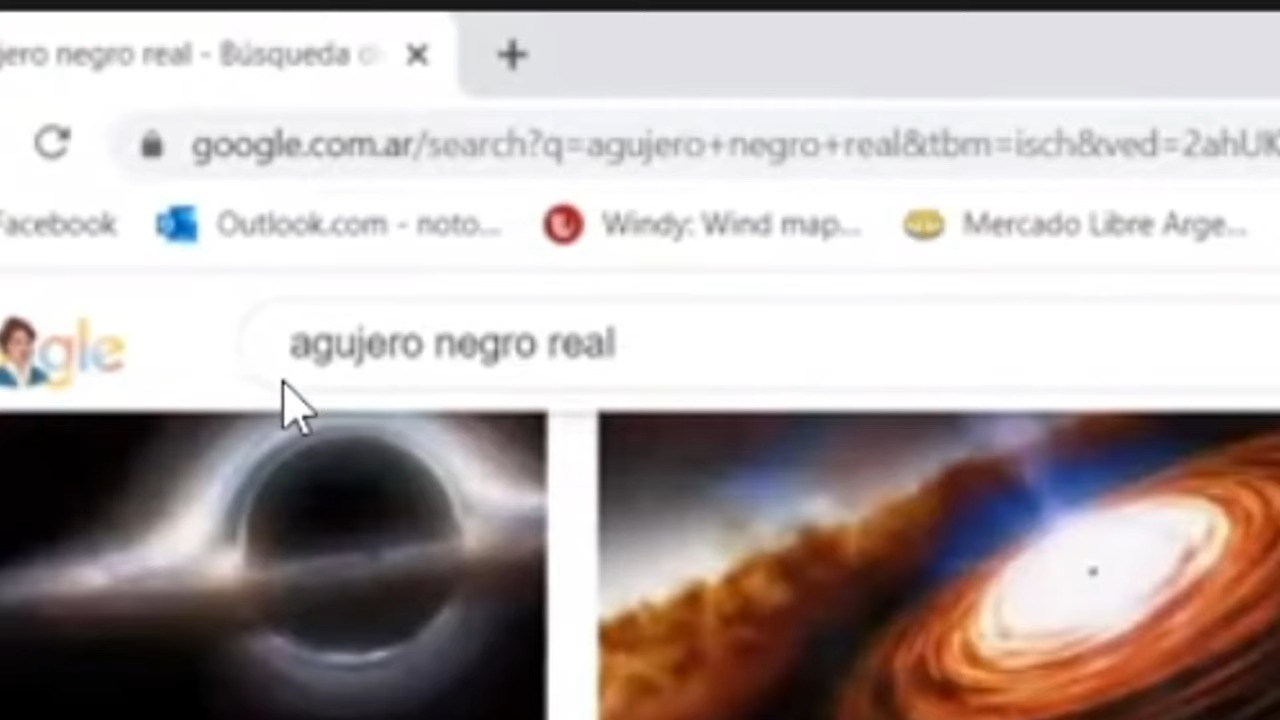 jero negro real - Búsqueda
google.com.ar/search?q=agujero+negro+real&tbm=isch&ved=2ahUK
Facebook Outlook.com - noto... Windy: Wind map... Mercado Libre Arge...
gle agujero negro real